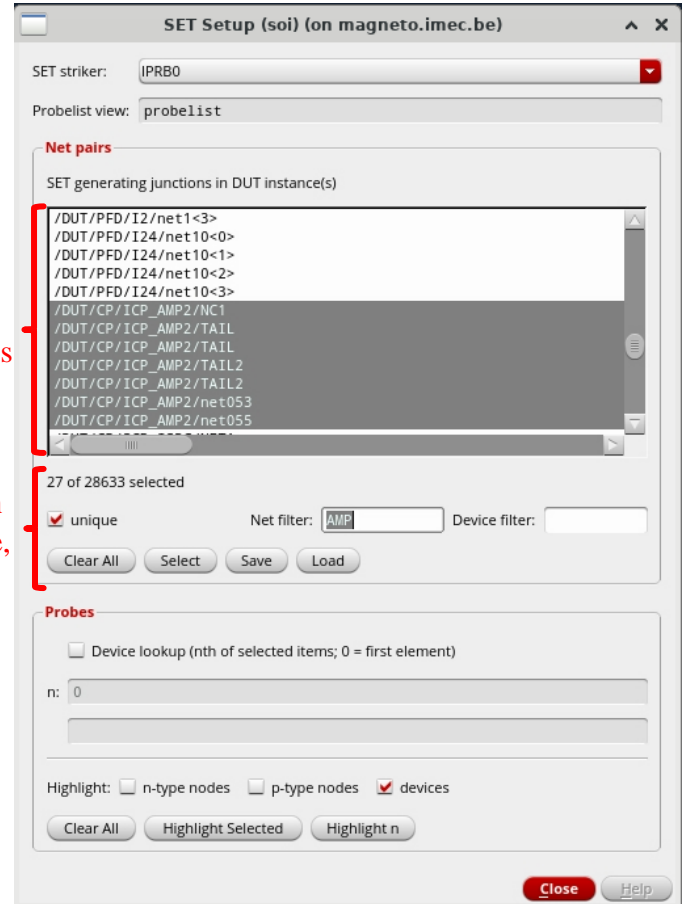 SET Setup (soi) (on magneto.imec.be)
SET striker: IPRB0
Probelist view: probelist
Net pairs
SET generating junctions in DUT instance(s)
/DUT/PFD/I2/net1<3>
/DUT/PFD/I24/net10<0>
/DUT/PFD/I24/net10<1>
/DUT/PFD/I24/net10<2>
/DUT/PFD/I24/net10<3>
/DUT/CP/ICP_AMP2/NC1
/DUT/CP/ICP_AMP2/TAIL
/DUT/CP/ICP_AMP2/TAIL
/DUT/CP/ICP_AMP2/TAIL2
/DUT/CP/ICP_AMP2/TAIL2
/DUT/CP/ICP_AMP2/net053
/DUT/CP/ICP_AMP2/net055
27 of 28633 selected
unique Net filter: AMP Device filter:
Clear All Select Save Load
Probes
Device lookup (nth of selected items; 0 = first element)
n: 0
Highlight: n-type nodes p-type nodes devices
Clear All Highlight Selected Highlight n
Close Help